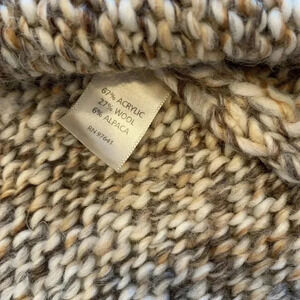 67% ACRYLIC
27% WOOL
6% ALPACA
RN 97641